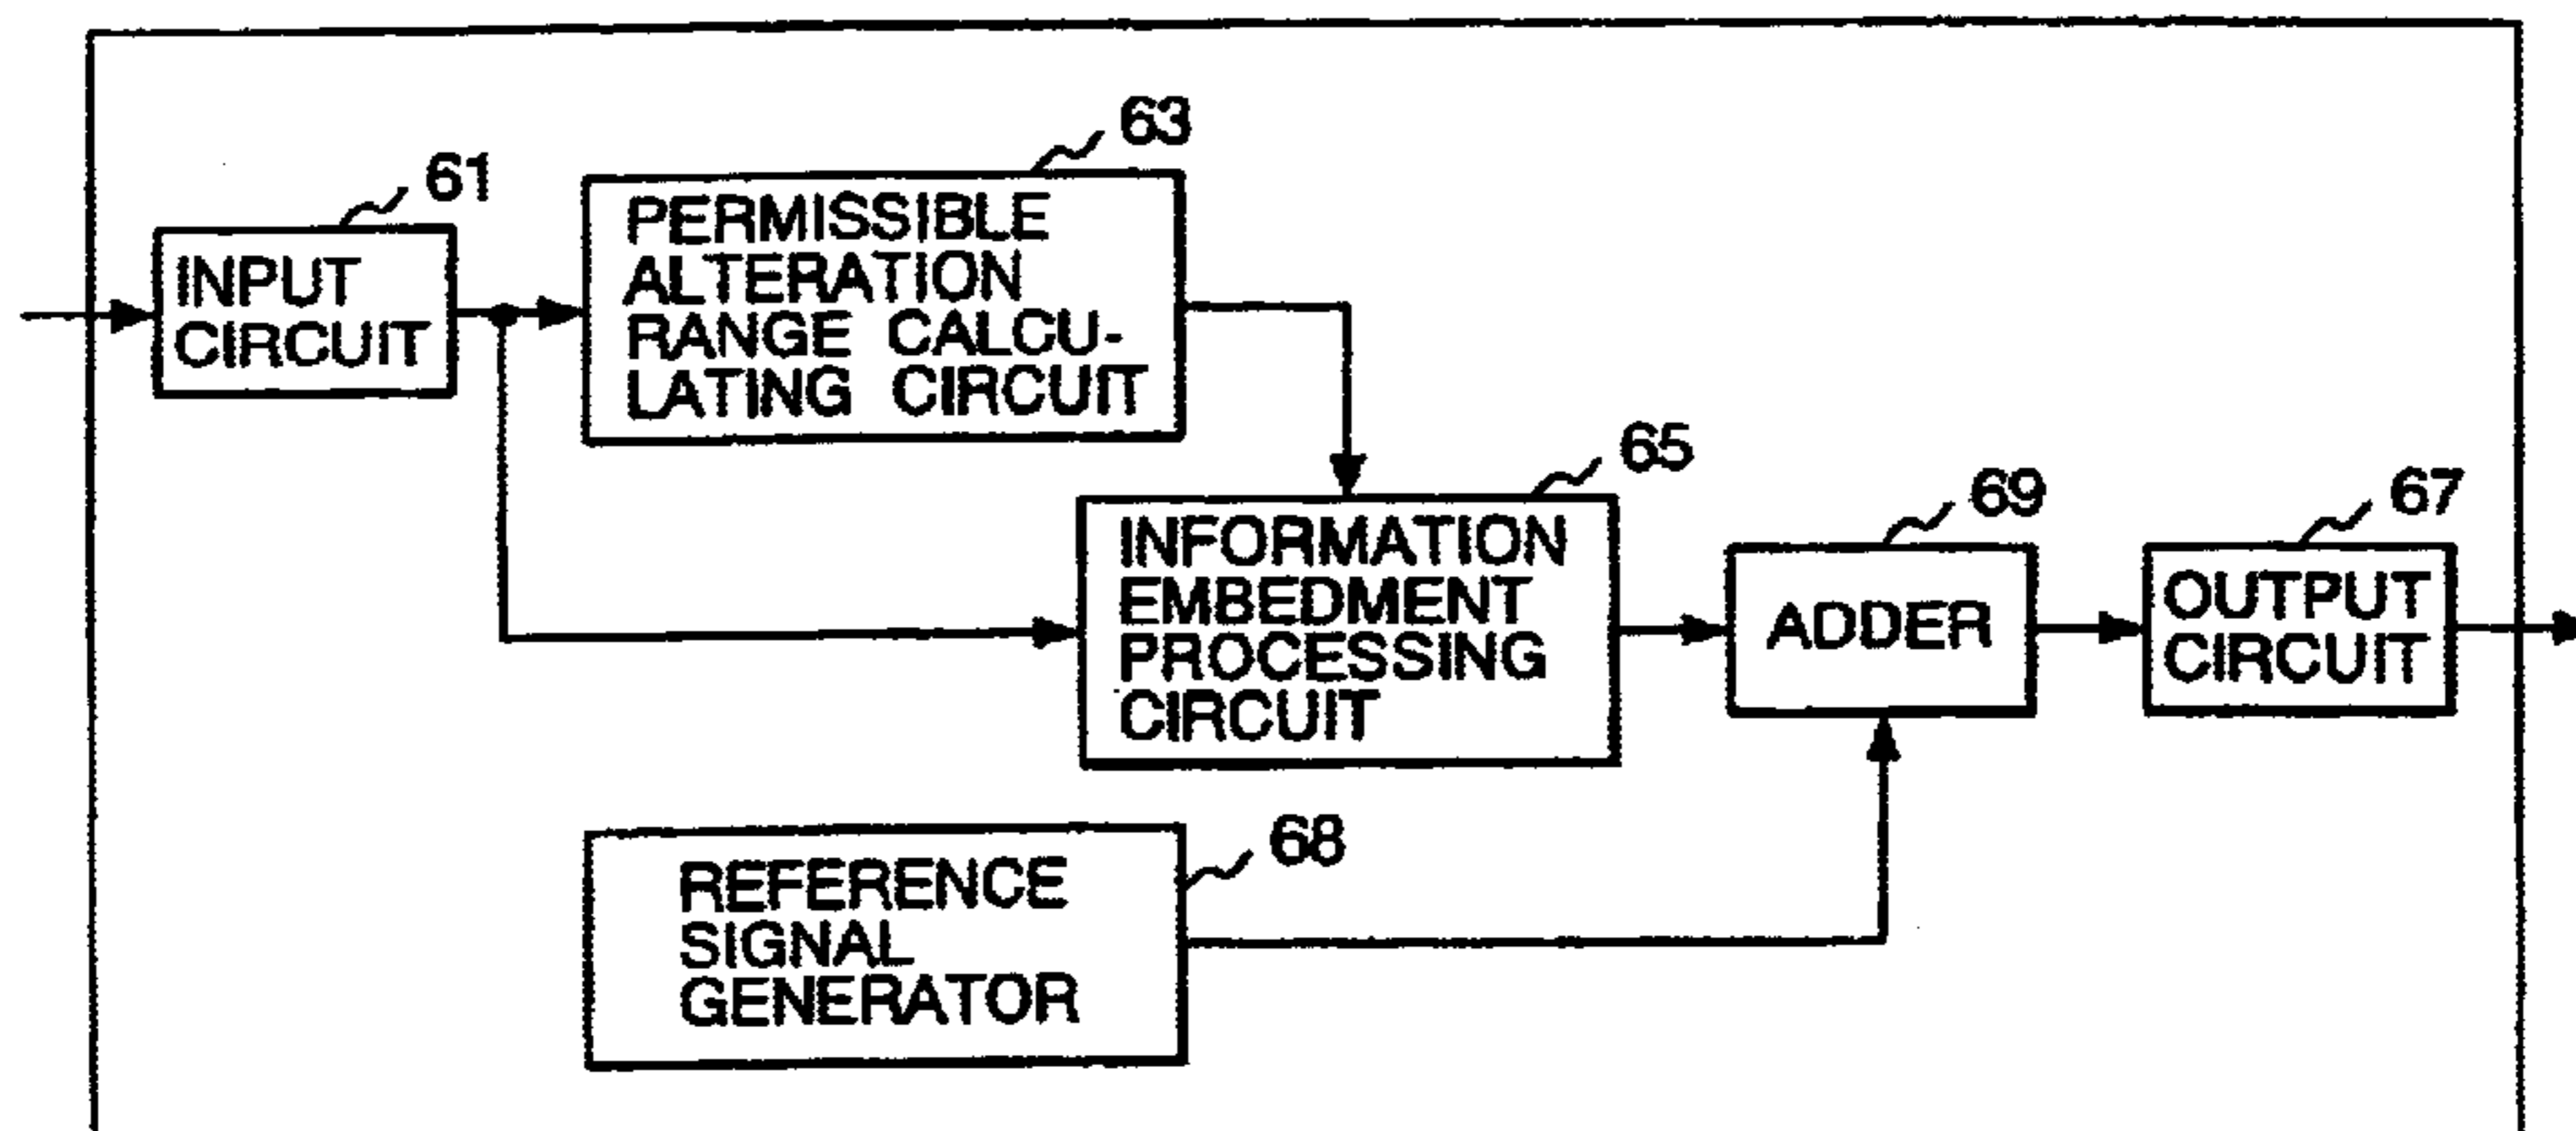 61
INPUT
CIRCUIT
63
PERMISSIBLE
ALTERATION
RANGE CALCU-
LATING CIRCUIT
65
INFORMATION
EMBEDMENT
PROCESSING
CIRCUIT
69
ADDER
67
OUTPUT
CIRCUIT
68
REFERENCE
SIGNAL
GENERATOR